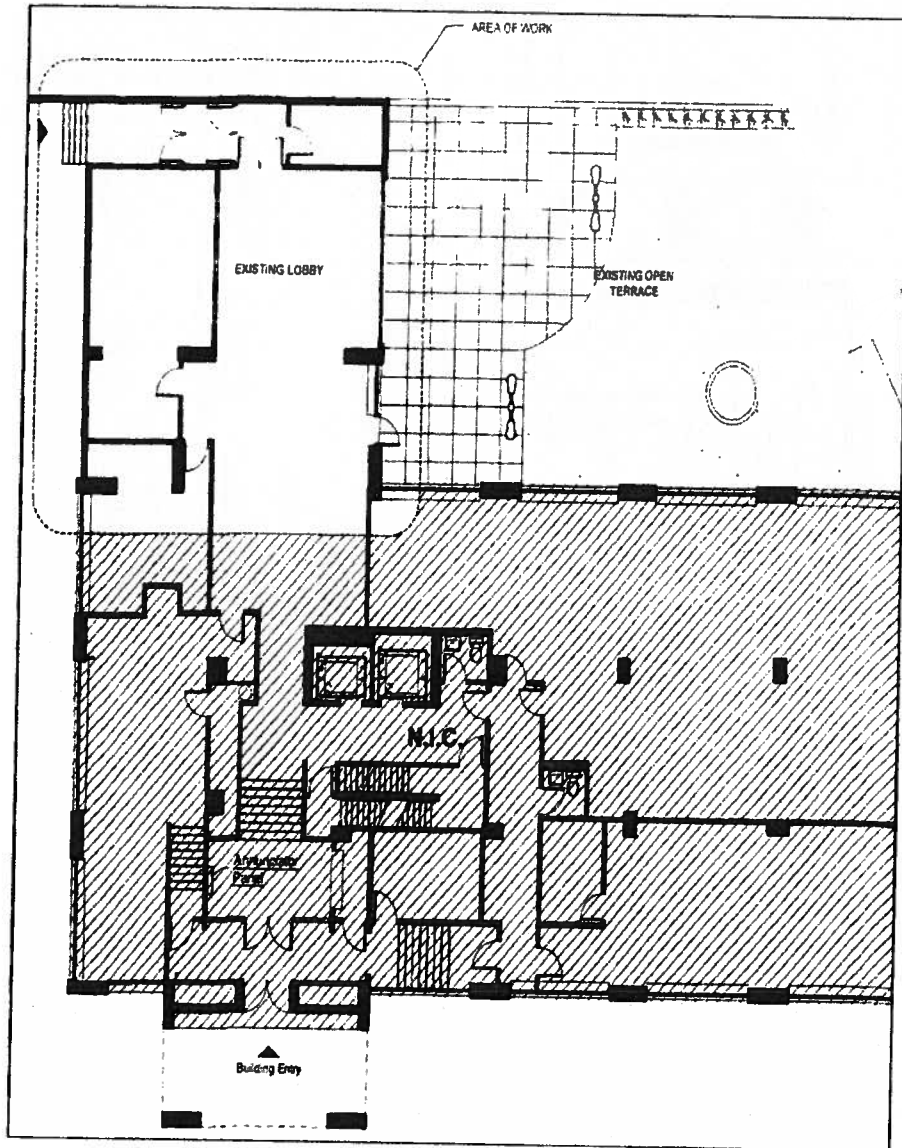 AREA OF WORK
EXISTING LOBBY
EXISTING OPEN
TERRACE
N.I.C.
Annunciator
Panel
Building Entry